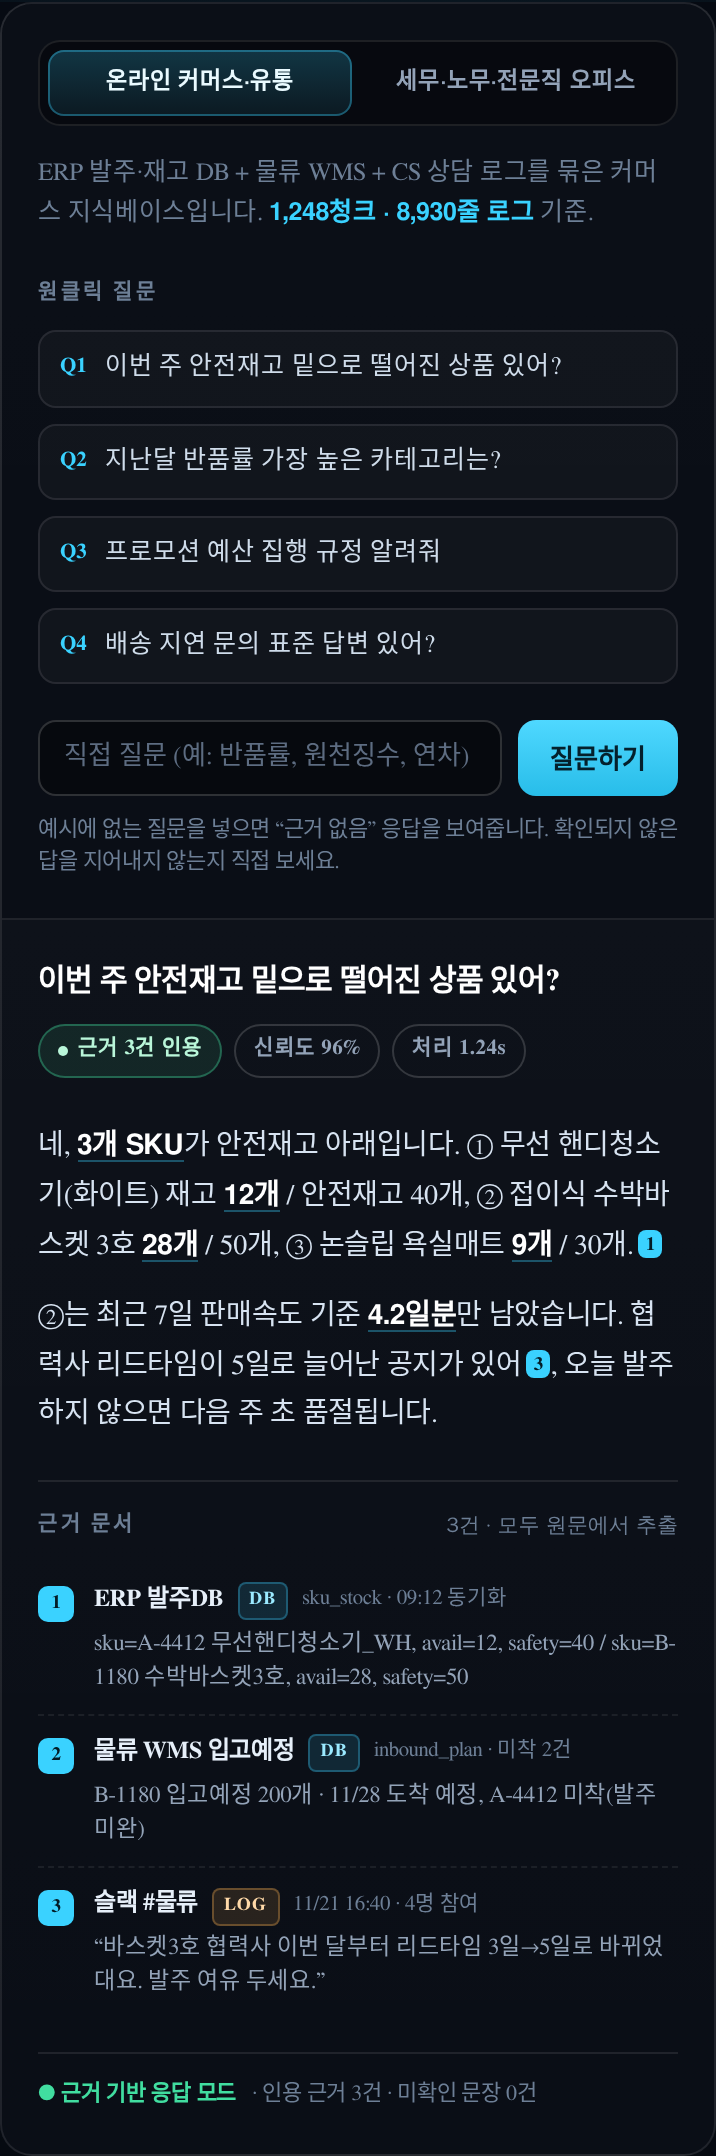 온라인 커머스·유통
세무·노무·전문직 오피스
ERP 발주·재고 DB + 물류 WMS + CS 상담 로그를 묶은 커머
스 지식베이스입니다. 1,248청크 · 8,930줄 로그 기준.
원클릭 질문
Q1 이번 주 안전재고 밑으로 떨어진 상품 있어?
Q2 지난달 반품률 가장 높은 카테고리는?
Q3 프로모션 예산 집행 규정 알려줘
Q4 배송 지연 문의 표준 답변 있어?
직접 질문 (예: 반품률, 원천징수, 연차)
질문하기
예시에 없는 질문을 넣으면 “근거 없음” 응답을 보여줍니다. 확인되지 않은
답을 지어내지 않는지 직접 보세요.
이번 주 안전재고 밑으로 떨어진 상품 있어?
● 근거 3건 인용
신뢰도 96%
처리 1.24s
네, 3개 SKU가 안전재고 아래입니다. ① 무선 핸디청소
기(화이트) 재고 12개 / 안전재고 40개, ② 접이식 수박바
스켓 3호 28개 / 50개, ③ 논슬립 욕실매트 9개 / 30개. 1
②는 최근 7일 판매속도 기준 4.2일분만 남았습니다. 협
력사 리드타임이 5일로 늘어난 공지가 있어 3, 오늘 발주
하지 않으면 다음 주 초 품절됩니다.
근거 문서
3건 · 모두 원문에서 추출
1 ERP 발주DB DB sku_stock · 09:12 동기화
sku=A-4412 무선핸디청소기_WH, avail=12, safety=40 / sku=B-
1180 수박바스켓3호, avail=28, safety=50
2 물류 WMS 입고예정 DB inbound_plan · 미착 2건
B-1180 입고예정 200개 · 11/28 도착 예정, A-4412 미착(발주
미완)
3 슬랙 #물류 LOG 11/21 16:40 · 4명 참여
“바스켓3호 협력사 이번 달부터 리드타임 3일→5일로 바뀌었
대요. 발주 여유 두세요.”
● 근거 기반 응답 모드 · 인용 근거 3건 · 미확인 문장 0건